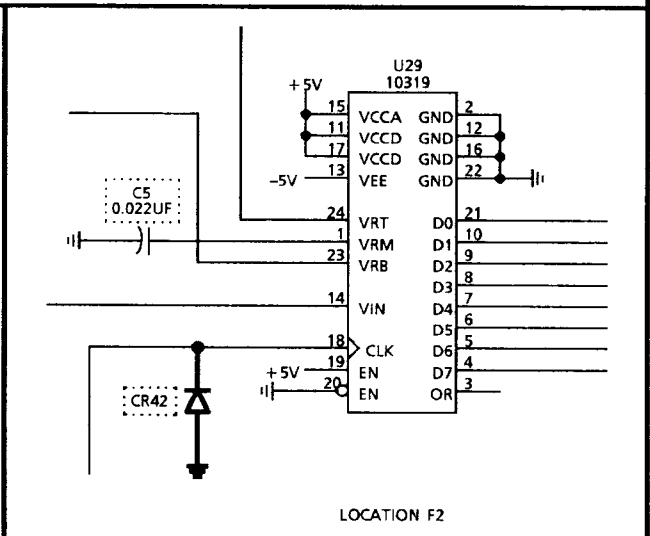 U29
10319
+5V
15 VCCA GND 2
11 VCCD GND 12
17 VCCD GND 16
-5V 13 VEE GND 22
C5
0.022UF
24 VRT D0 21
1 VRM D1 10
23 VRB D2 9
D3 8
14 VIN D4 7
D5 6
18 CLK D6 5
+5V 19 EN D7 4
20 EN OR 3
CR42
LOCATION F2